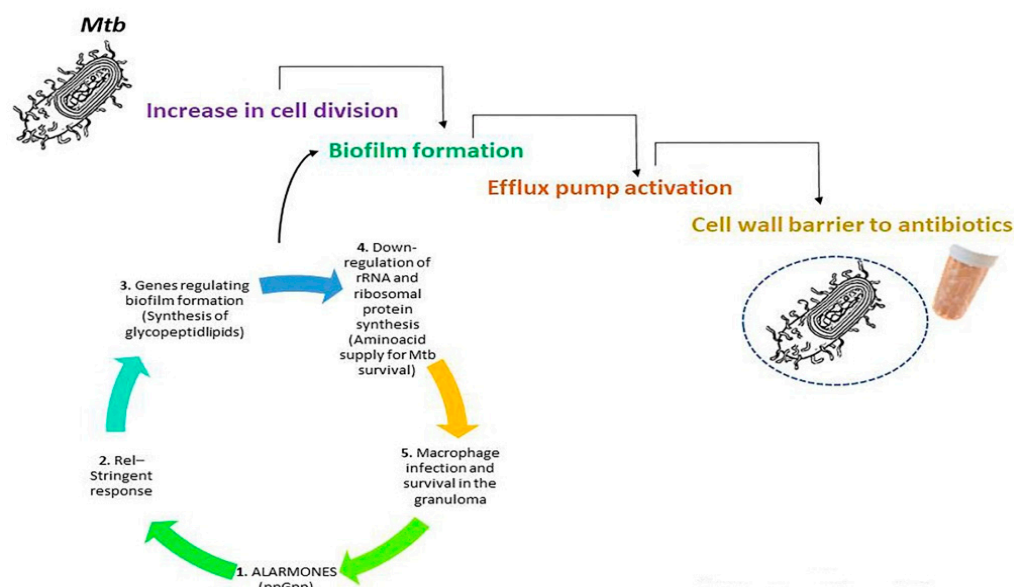 Mtb
Increase in cell division
Biofilm formation
Efflux pump activation
Cell wall barrier to antibiotics
3. Genes regulating
biofilm formation
(Synthesis of
glycopeptidlipids)
4. Down-
regulation of
rRNA and
ribosomal
protein
synthesis
(Aminoacid
supply for Mtb
survival)
2. Rel–
Stringent
response
5. Macrophage
infection and
survival in the
granuloma
1. ALARMONES
(ppGpp)